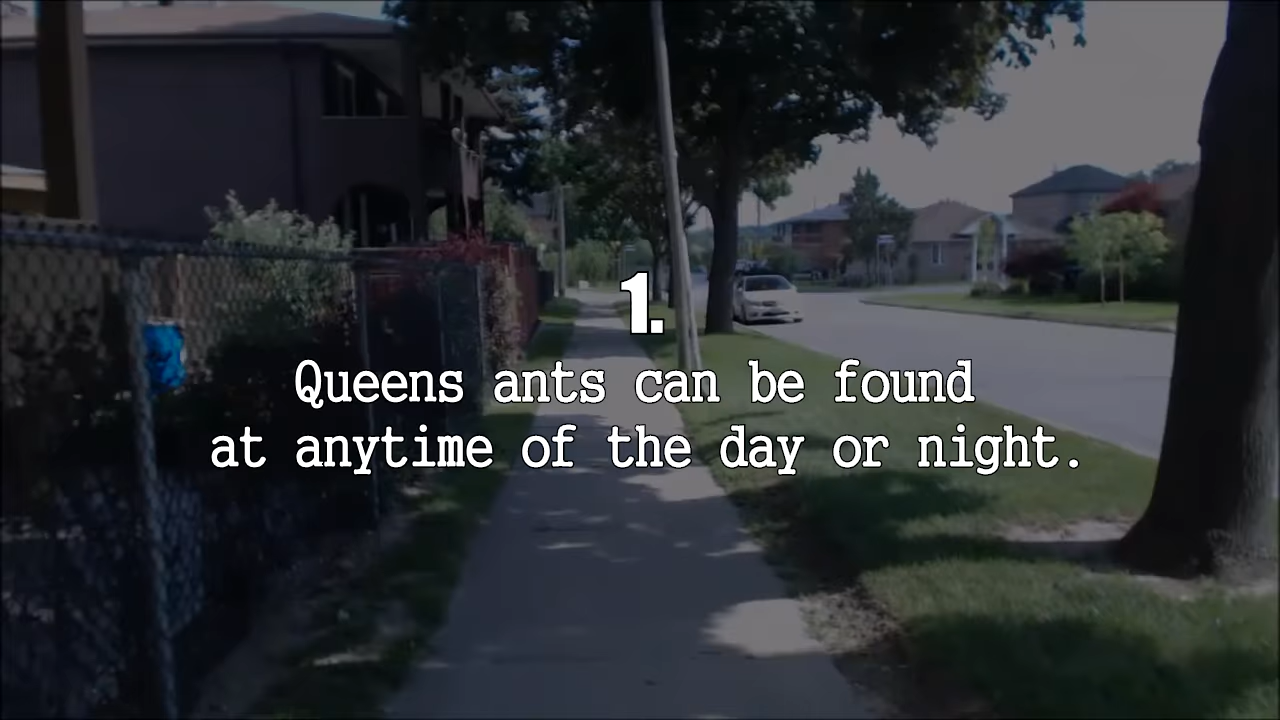 1.
Queens ants can be found
at anytime of the day or night.